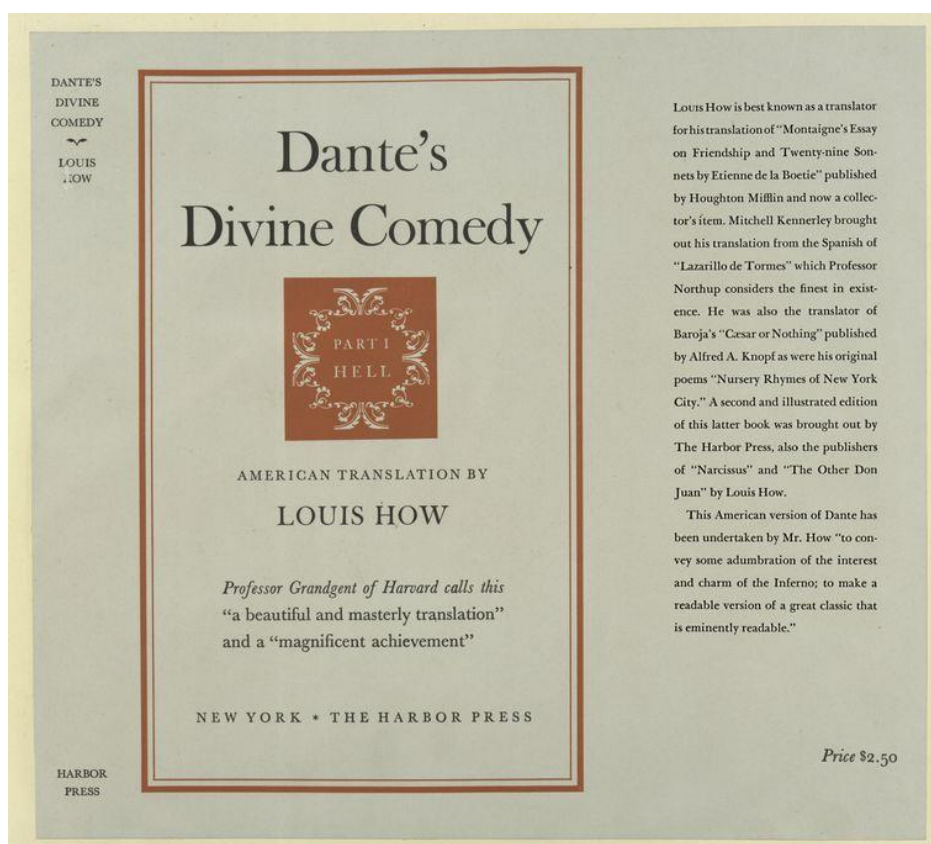 DANTE'S
DIVINE
COMEDY
LOUIS
HOW
HARBOR
PRESS
Dante's
Divine Comedy
PART I
HELL
AMERICAN TRANSLATION BY
LOUIS HOW
Professor Grandgent of Harvard calls this
“a beautiful and masterly translation”
and a “magnificent achievement”
NEW YORK * THE HARBOR PRESS
Louis How is best known as a translator
for his translation of “Montaigne's Essay
on Friendship and Twenty-nine Son-
nets by Etienne de la Boetie” published
by Houghton Mifflin and now a collec-
tor's item. Mitchell Kennerley brought
out his translation from the Spanish of
“Lazarillo de Tormes” which Professor
Northup considers the finest in exist-
ence. He was also the translator of
Baroja's “Cæsar or Nothing” published
by Alfred A. Knopf as were his original
poems “Nursery Rhymes of New York
City.” A second and illustrated edition
of this latter book was brought out by
The Harbor Press, also the publishers
of “Narcissus” and “The Other Don
Juan” by Louis How.
This American version of Dante has
been undertaken by Mr. How “to con-
vey some adumbration of the interest
and charm of the Inferno; to make a
readable version of a great classic that
is eminently readable.”
Price $2.50